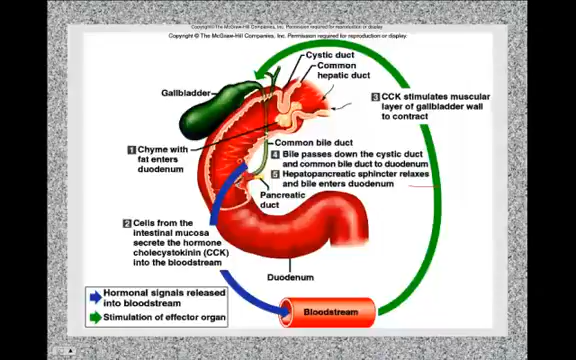 Copyright © The McGraw-Hill Companies, Inc. Permission required for reproduction or display.
Copyright © The McGraw-Hill Companies, Inc. Permission required for reproduction or display.
Cystic duct
Common
hepatic duct
Gallbladder
3 CCK stimulates muscular
layer of gallbladder wall
to contract
Common bile duct
1 Chyme with
fat enters
duodenum
4 Bile passes down the cystic duct
and common bile duct to duodenum
5 Hepatopancreatic sphincter relaxes
and bile enters duodenum
Pancreatic
duct
2 Cells from the
intestinal mucosa
secrete the hormone
cholecystokinin (CCK)
into the bloodstream
Duodenum
Hormonal signals released
into bloodstream
Stimulation of effector organ
Bloodstream